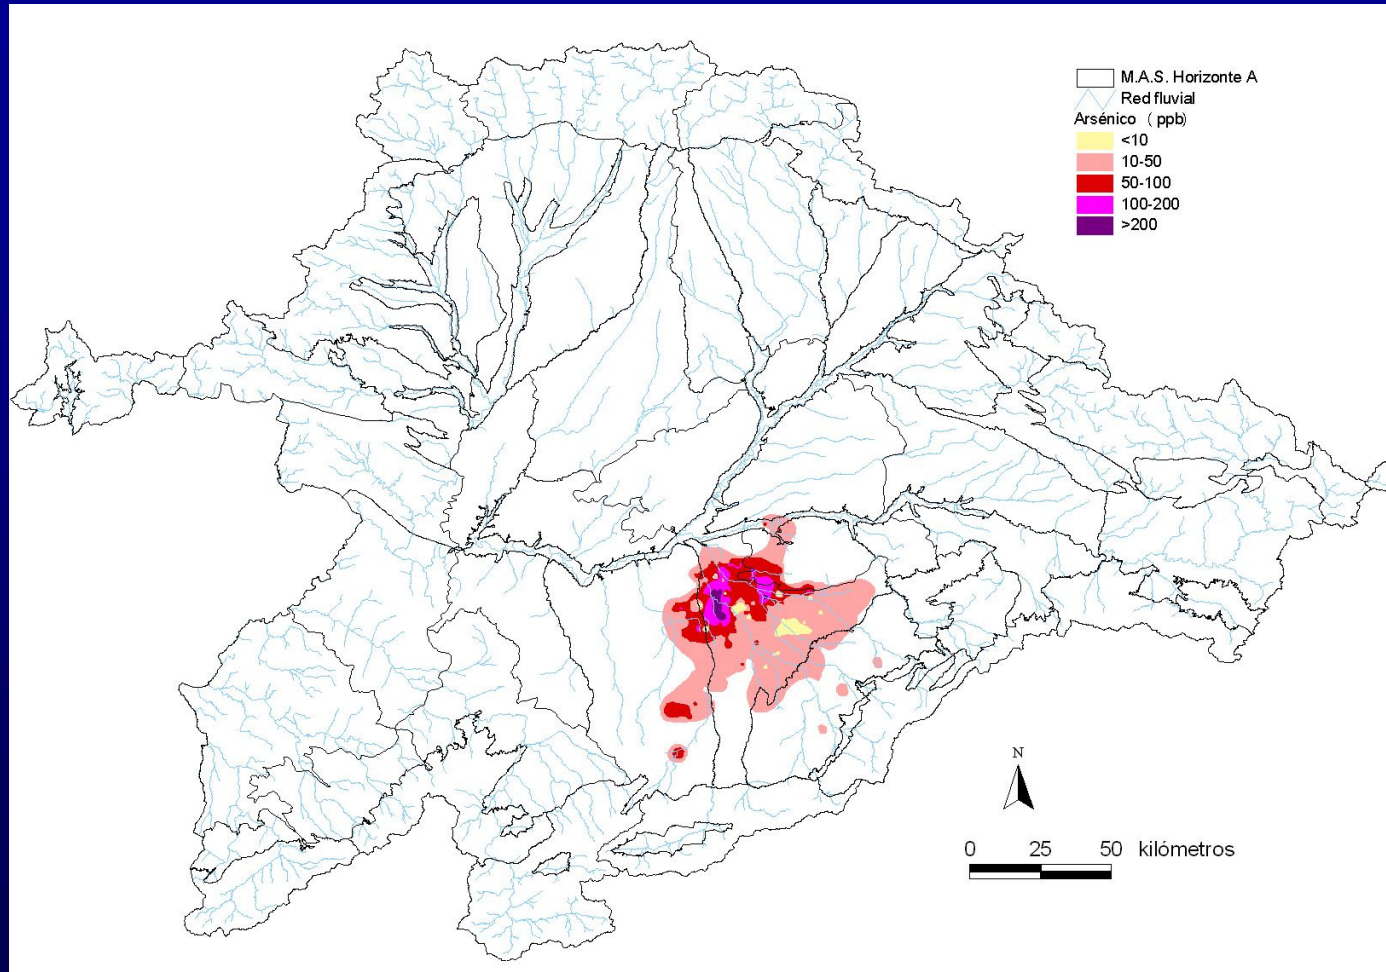 M.A.S. Horizonte A
Red fluvial
Arsénico ( ppb)
<10
10-50
50-100
100-200
>200
N
0 25 50 kilómetros